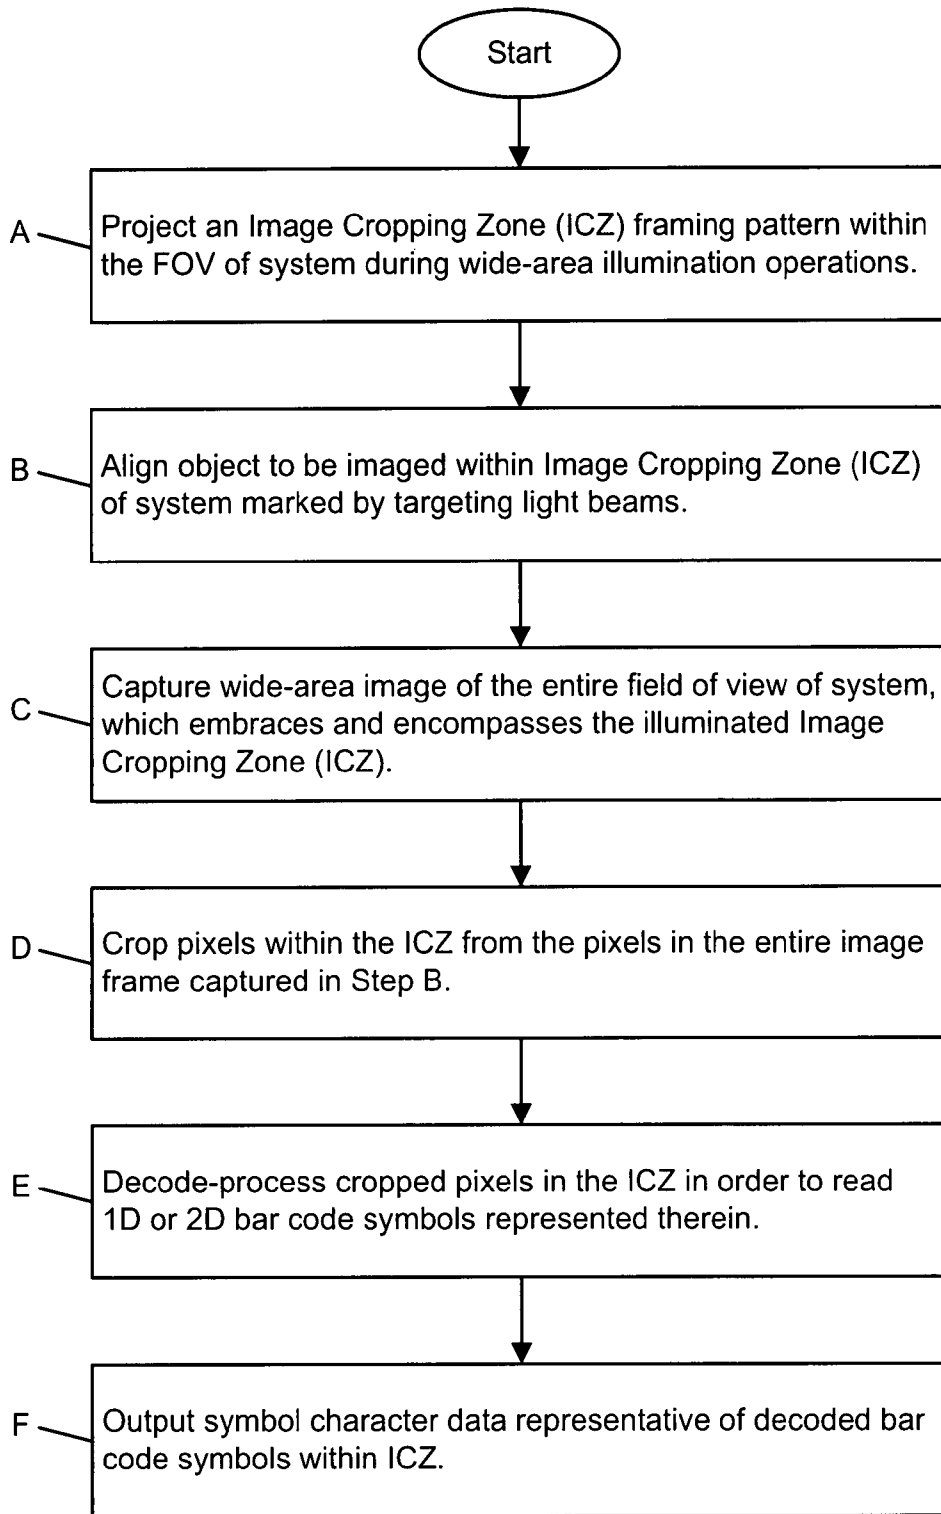 Start
A
Project an Image Cropping Zone (ICZ) framing pattern within
the FOV of system during wide-area illumination operations.
B
Align object to be imaged within Image Cropping Zone (ICZ)
of system marked by targeting light beams.
C
Capture wide-area image of the entire field of view of system,
which embraces and encompasses the illuminated Image
Cropping Zone (ICZ).
D
Crop pixels within the ICZ from the pixels in the entire image
frame captured in Step B.
E
Decode-process cropped pixels in the ICZ in order to read
1D or 2D bar code symbols represented therein.
F
Output symbol character data representative of decoded bar
code symbols within ICZ.